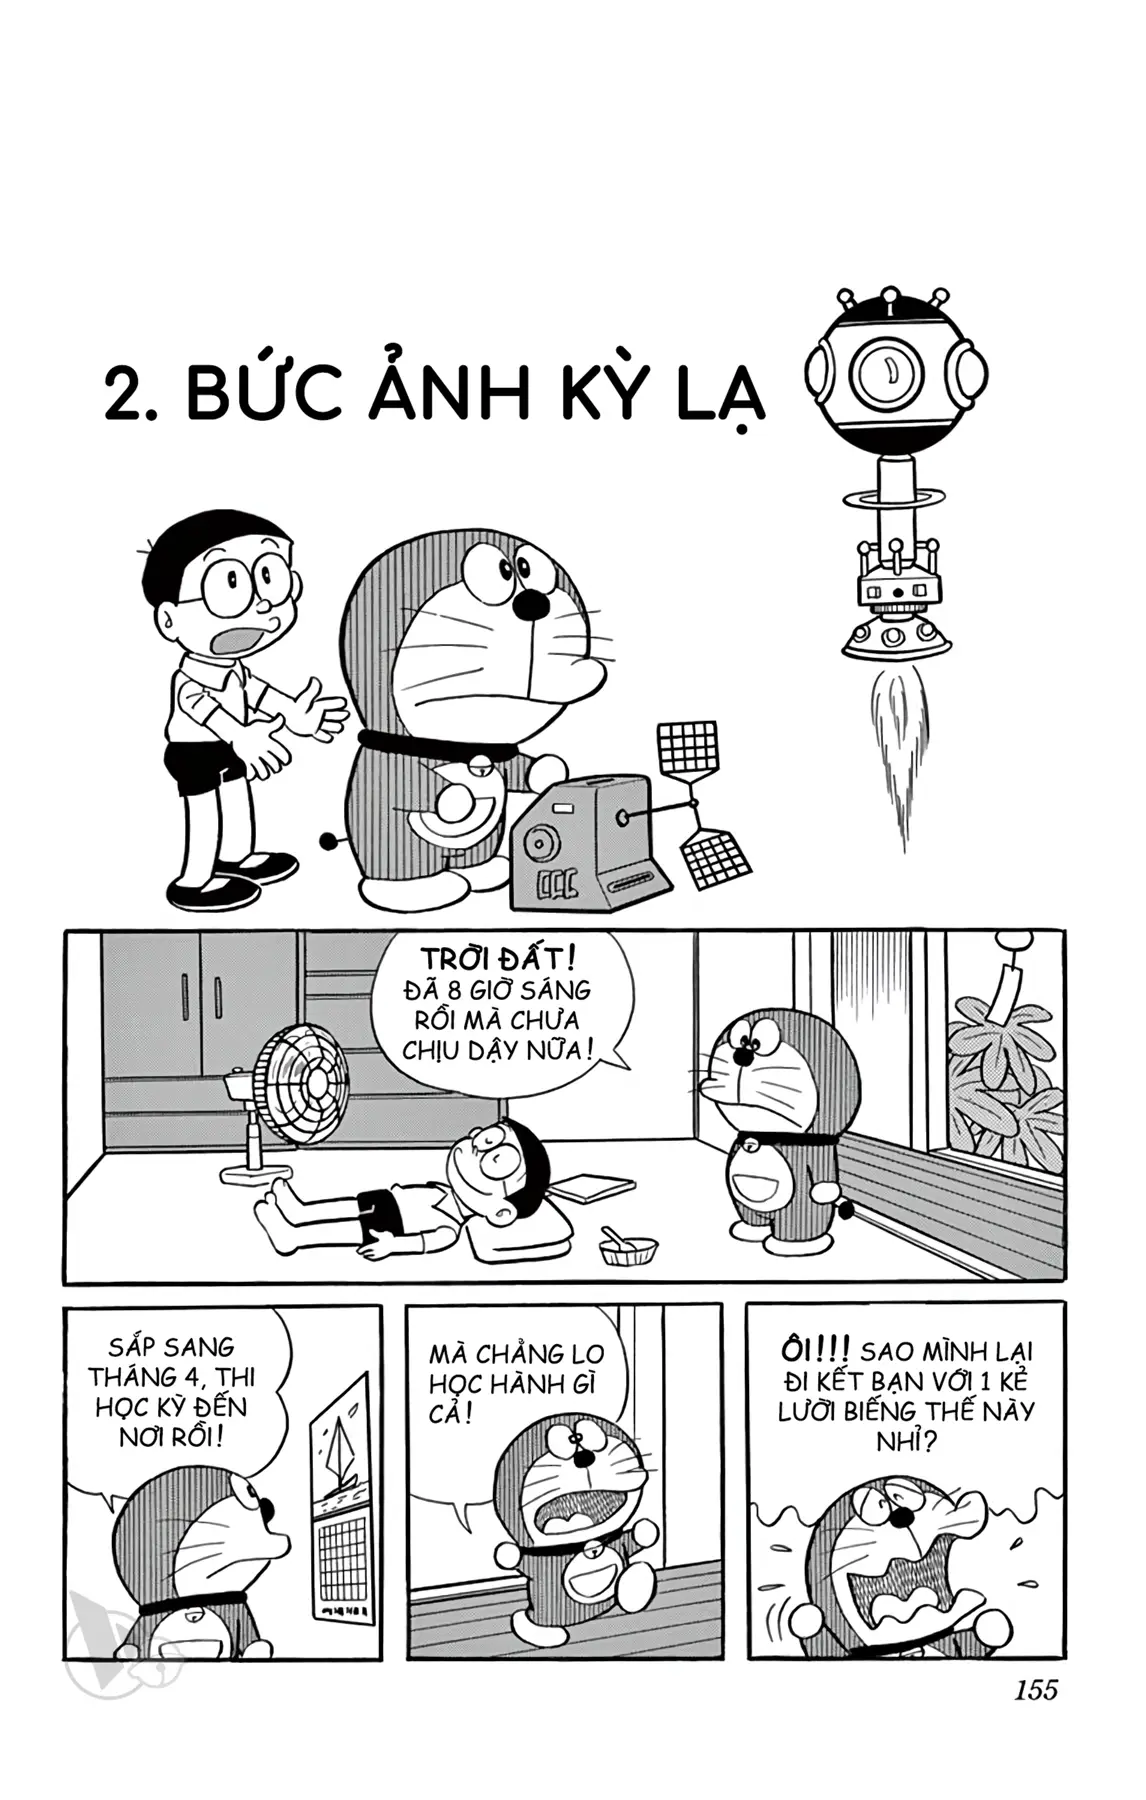 2. BỨC ẢNH KỲ LẠ
TRỜI ĐẤT!
ĐÃ 8 GIỜ SÁNG
RỒI MÀ CHƯA
CHỊU DẬY NỮA!
SẮP SANG
THÁNG 4, THI
HỌC KỲ ĐẾN
NƠI RỒI!
MÀ CHẲNG LO
HỌC HÀNH GÌ
CẢ!
ÔI!!! SAO MÌNH LẠI
ĐI KẾT BẠN VỚI 1 KẺ
LƯỜI BIẾNG THẾ NÀY
NHỈ?
155